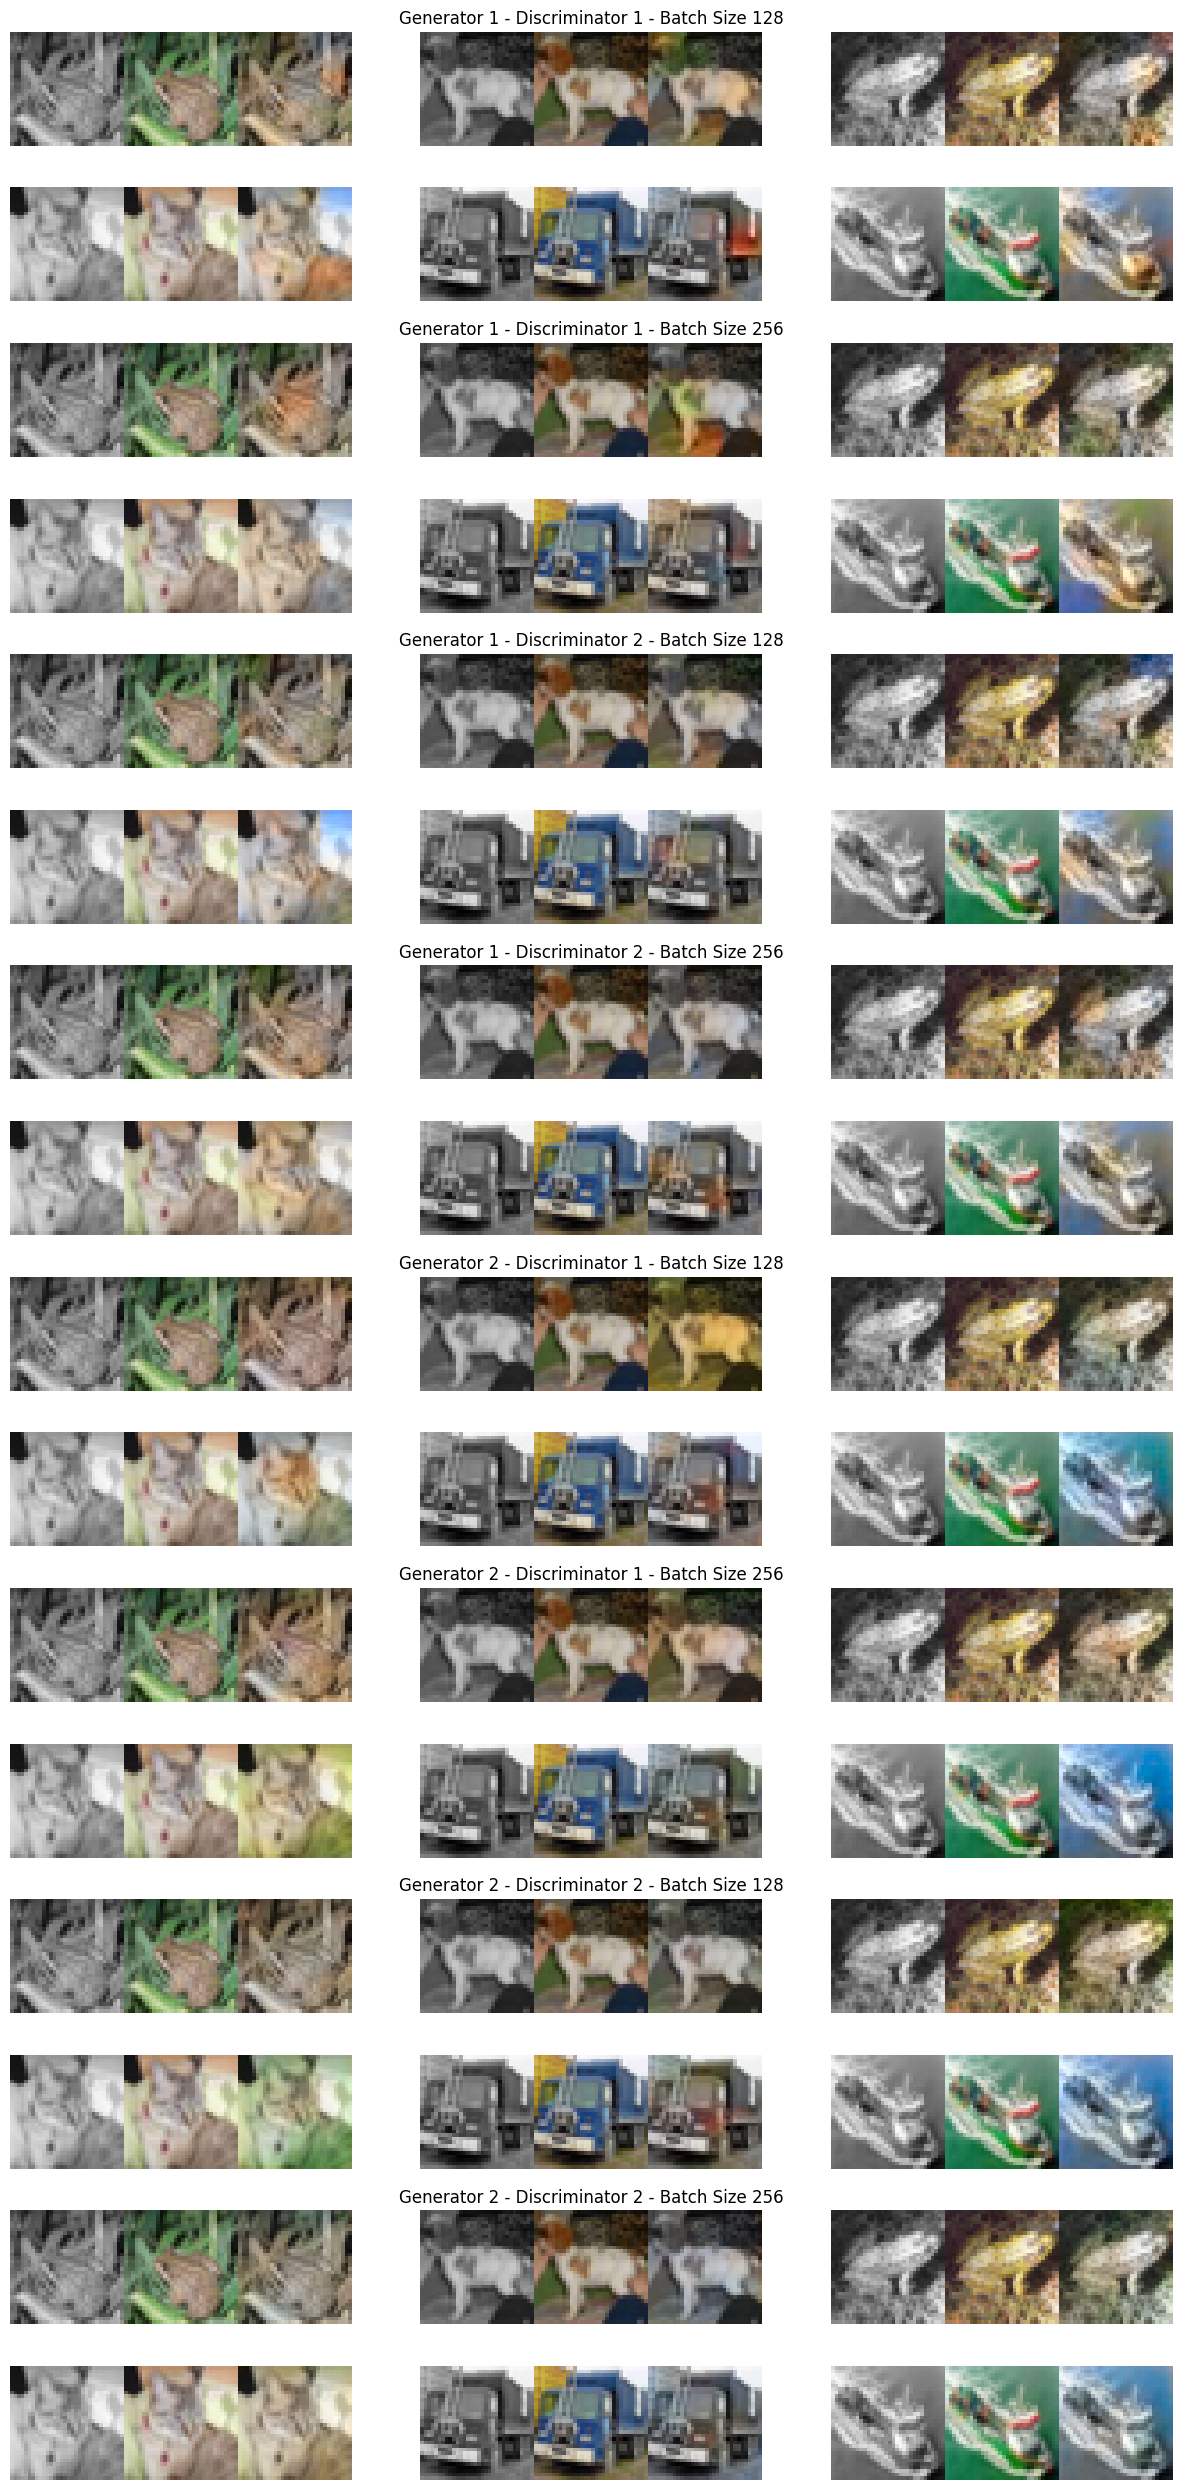 Generator 1 - Discriminator 1 - Batch Size 128
Generator 1 - Discriminator 1 - Batch Size 256
Generator 1 - Discriminator 2 - Batch Size 128
Generator 1 - Discriminator 2 - Batch Size 256
Generator 2 - Discriminator 1 - Batch Size 128
Generator 2 - Discriminator 1 - Batch Size 256
Generator 2 - Discriminator 2 - Batch Size 128
Generator 2 - Discriminator 2 - Batch Size 256